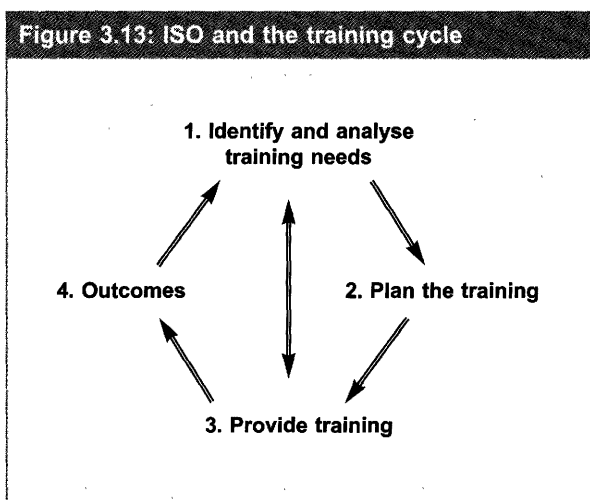 Figure 3.13: ISO and the training cycle
1. Identify and analyse
training needs
4. Outcomes
2. Plan the training
3. Provide training